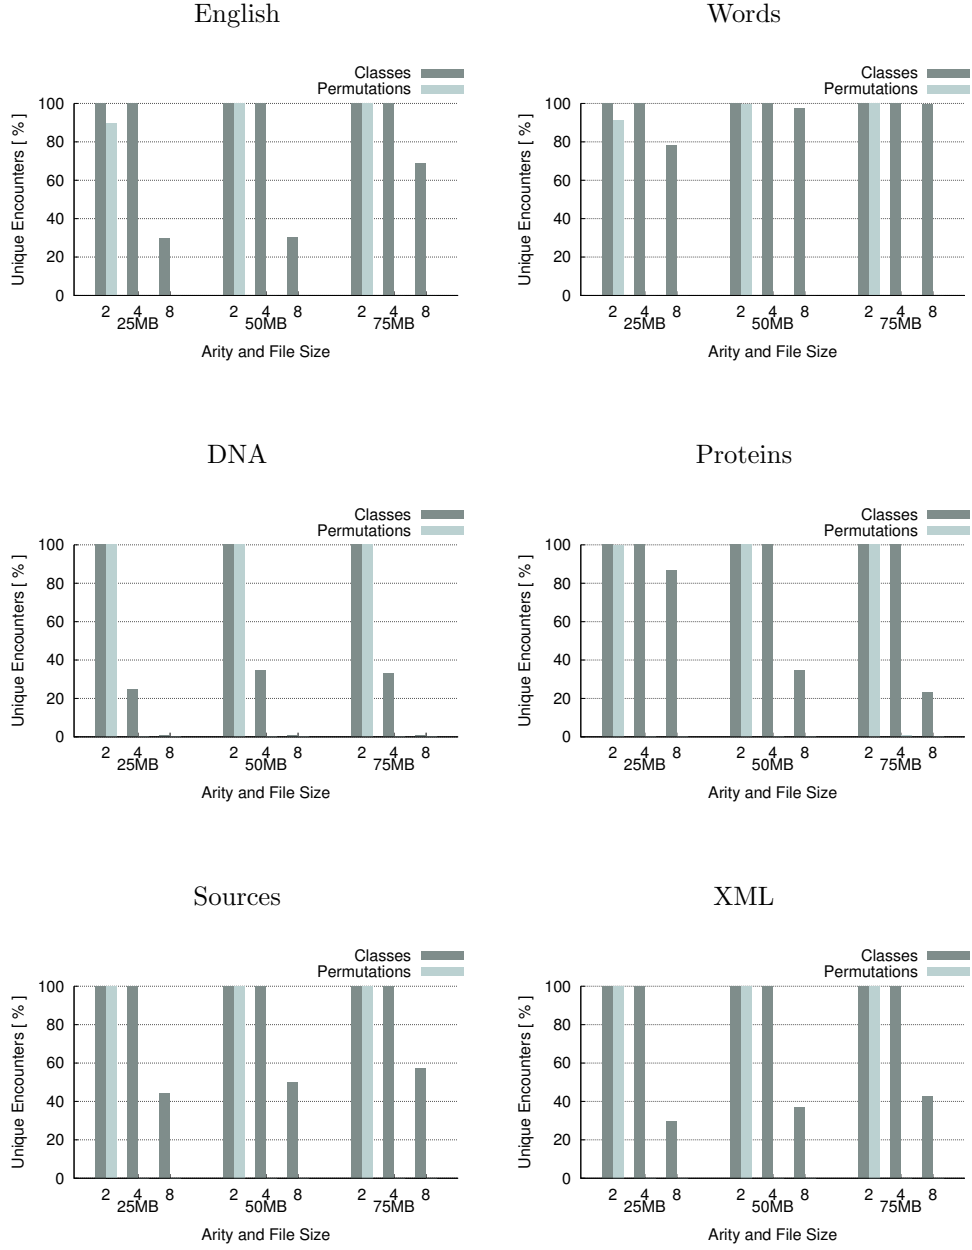 English
Classes
Permutations
Unique Encounters [ % ]
100
80
60
40
20
0
2 4 8 2 4 8 2 4 8
25MB 50MB 75MB
Arity and File Size
Words
Classes
Permutations
Unique Encounters [ % ]
100
80
60
40
20
0
2 4 8 2 4 8 2 4 8
25MB 50MB 75MB
Arity and File Size
DNA
Classes
Permutations
Unique Encounters [ % ]
100
80
60
40
20
0
2 4 8 2 4 8 2 4 8
25MB 50MB 75MB
Arity and File Size
Proteins
Classes
Permutations
Unique Encounters [ % ]
100
80
60
40
20
0
2 4 8 2 4 8 2 4 8
25MB 50MB 75MB
Arity and File Size
Sources
Classes
Permutations
Unique Encounters [ % ]
100
80
60
40
20
0
2 4 8 2 4 8 2 4 8
25MB 50MB 75MB
Arity and File Size
XML
Classes
Permutations
Unique Encounters [ % ]
100
80
60
40
20
0
2 4 8 2 4 8 2 4 8
25MB 50MB 75MB
Arity and File Size